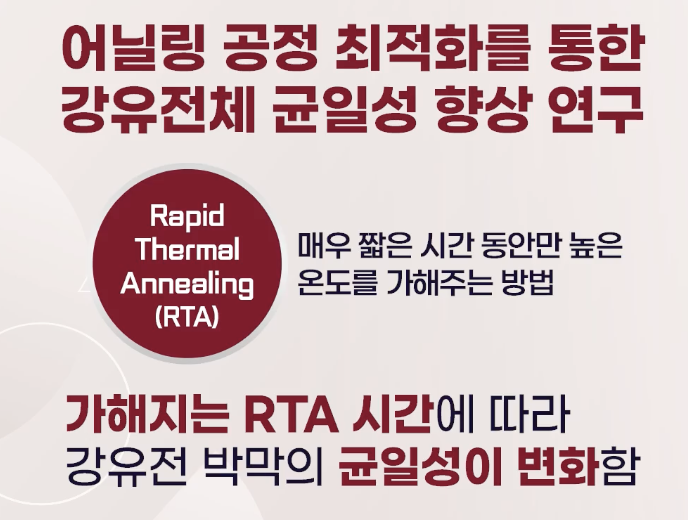 어닐링 공정 최적화를 통한
강유전체 균일성 향상 연구
Rapid
Thermal
Annealing
(RTA)
매우 짧은 시간 동안만 높은
온도를 가해주는 방법
가해지는 RTA 시간에 따라
강유전 박막의 균일성이 변화함